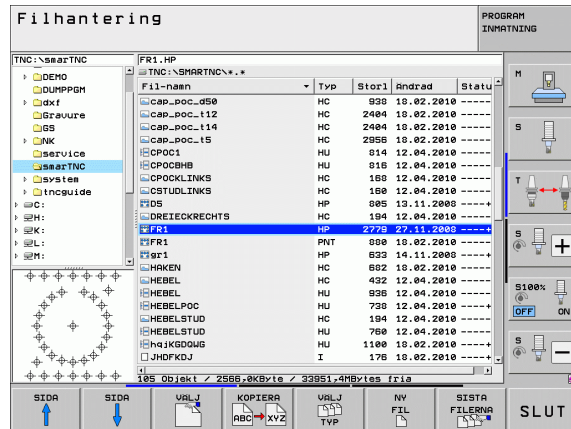 Filhantering
PROGRAM
INMATNING
TNC:\smarTNC
FR1.HP
TNC:\SMARTNC\*.*
Fil-namn Typ Storl Ändrad Statu
DEMO
DUMPPGM
dxf
Gravure
GS
NK
service
smarTNC
system
tncguide
C:
H:
K:
L:
M:
cap_poc_d50 HC 938 18.02.2010 -----
cap_poc_t12 HC 2404 18.02.2010 -----
cap_poc_t14 HC 2404 18.02.2010 -----
cap_poc_t5 HC 2956 18.02.2010 -----
CPOC1 HU 814 12.04.2010 -----
CPOCBHB HU 816 12.04.2010 -----
CPOCKLINKS HC 168 12.04.2010 -----
CSTUDLINKS HC 160 12.04.2010 -----
D5 HP 805 13.11.2008 ----+
DREIECKRECHTS HC 194 12.04.2010 -----
FR1 HP 2779 27.11.2008 ----+
FR1 PNT 880 18.02.2010 -----
gr1 HP 633 14.11.2008 ----+
HAKEN HC 682 18.02.2010 -----
HEBEL HC 432 12.04.2010 -----
HEBEL HU 936 12.04.2010 -----
HEBELPOC HU 738 12.04.2010 ----+
HEBELSTUD HC 194 12.04.2010 -----
HEBELSTUD HU 760 12.04.2010 -----
hqjKGDQWG HU 1100 18.02.2010 ----+
JHDFKDJ I 176 18.02.2010 -----
105 Objekt / 2566,0KByte / 33951,4MBytes fria
M
S
T
S
S100%
OFF ON
S
SIDA
SIDA
VALJ
KOPIERA
ABC XYZ
VALJ
TYP
NY
FIL
SISTA
FILERNA
SLUT